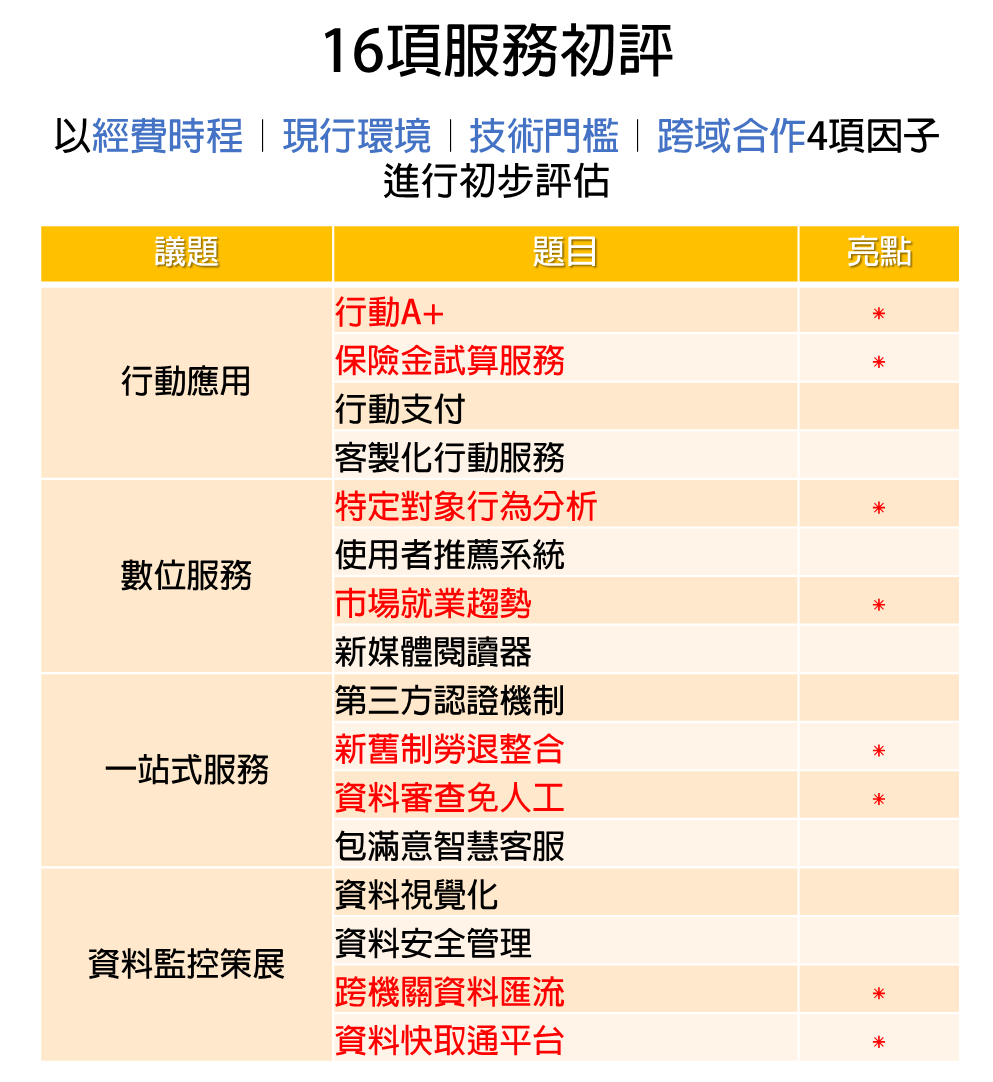 16項服務初評
以經費時程︱現行環境︱技術門檻︱跨域合作4項因子
進行初步評估
議題 題目 亮點
行動應用
行動A+ *
保險金試算服務 *
行動支付
客製化行動服務
數位服務
特定對象行為分析 *
使用者推薦系統
市場就業趨勢 *
新媒體閱讀器
一站式服務
第三方認證機制
新舊制勞退整合 *
資料審查免人工 *
包滿意智慧客服
資料監控策展
資料視覺化
資料安全管理
跨機關資料匯流 *
資料快取通平台 *